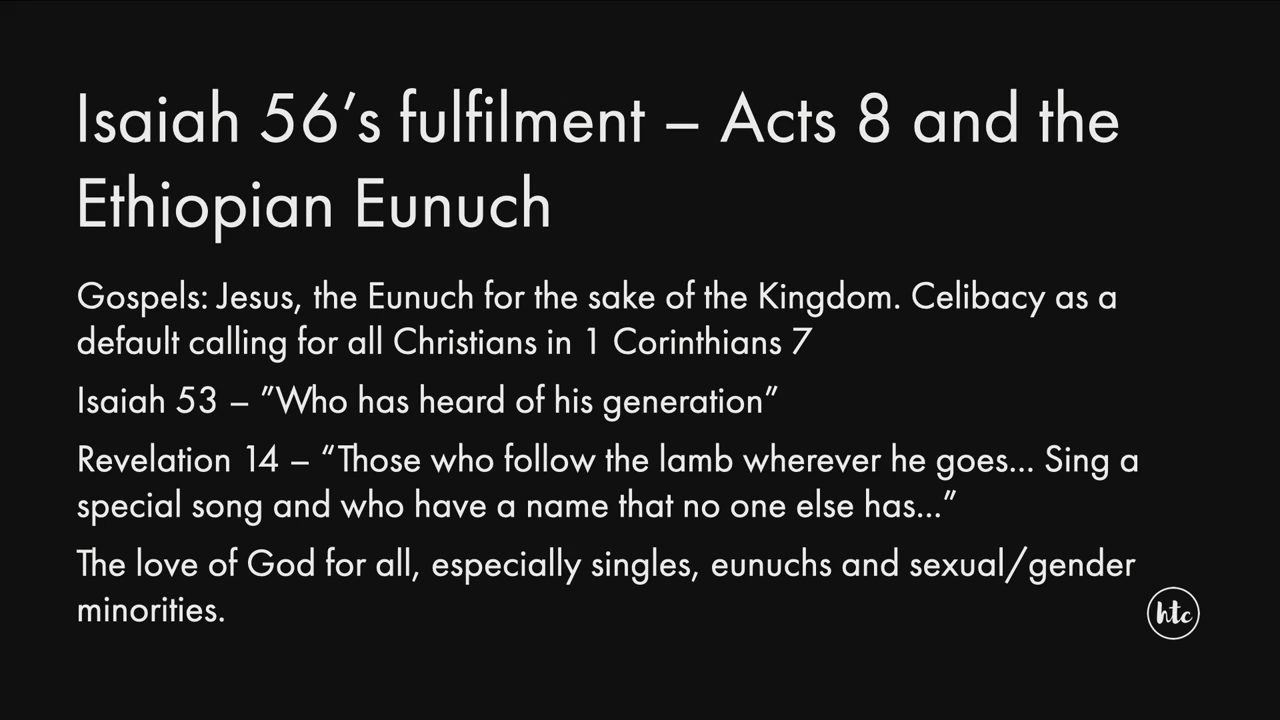 Isaiah 56’s fulfilment – Acts 8 and the
Ethiopian Eunuch
Gospels: Jesus, the Eunuch for the sake of the Kingdom. Celibacy as a
default calling for all Christians in 1 Corinthians 7
Isaiah 53 – ”Who has heard of his generation”
Revelation 14 – “Those who follow the lamb wherever he goes... Sing a
special song and who have a name that no one else has...”
The love of God for all, especially singles, eunuchs and sexual/gender
minorities.
htc